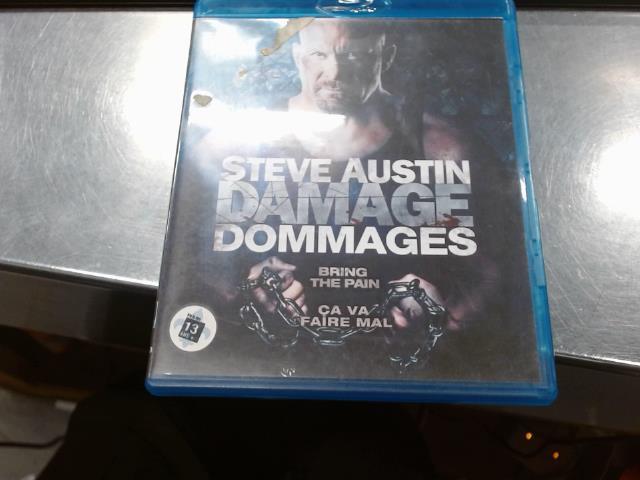 STEVE AUSTIN
DAMAGE
DOMMAGES
BRING
THE PAIN
ÇA VA
FAIRE MAL
13